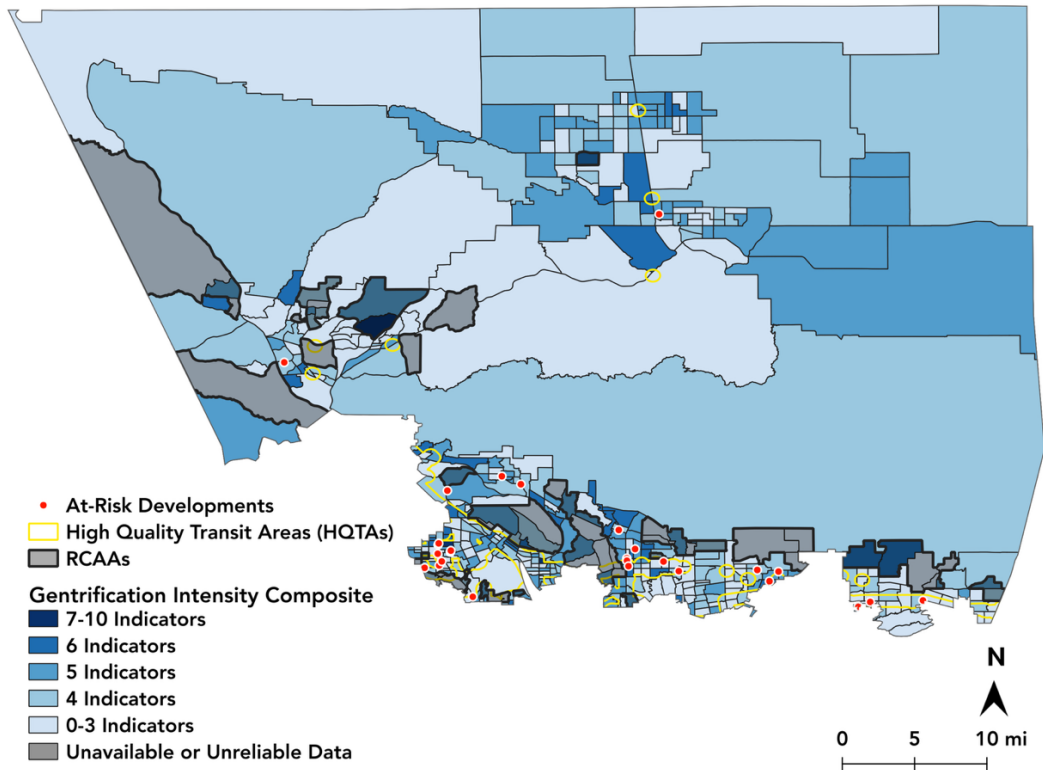 At-Risk Developments
High Quality Transit Areas (HQTAs)
RCAAs
Gentrification Intensity Composite
7-10 Indicators
6 Indicators
5 Indicators
4 Indicators
0-3 Indicators
Unavailable or Unreliable Data
N
0 5 10 mi